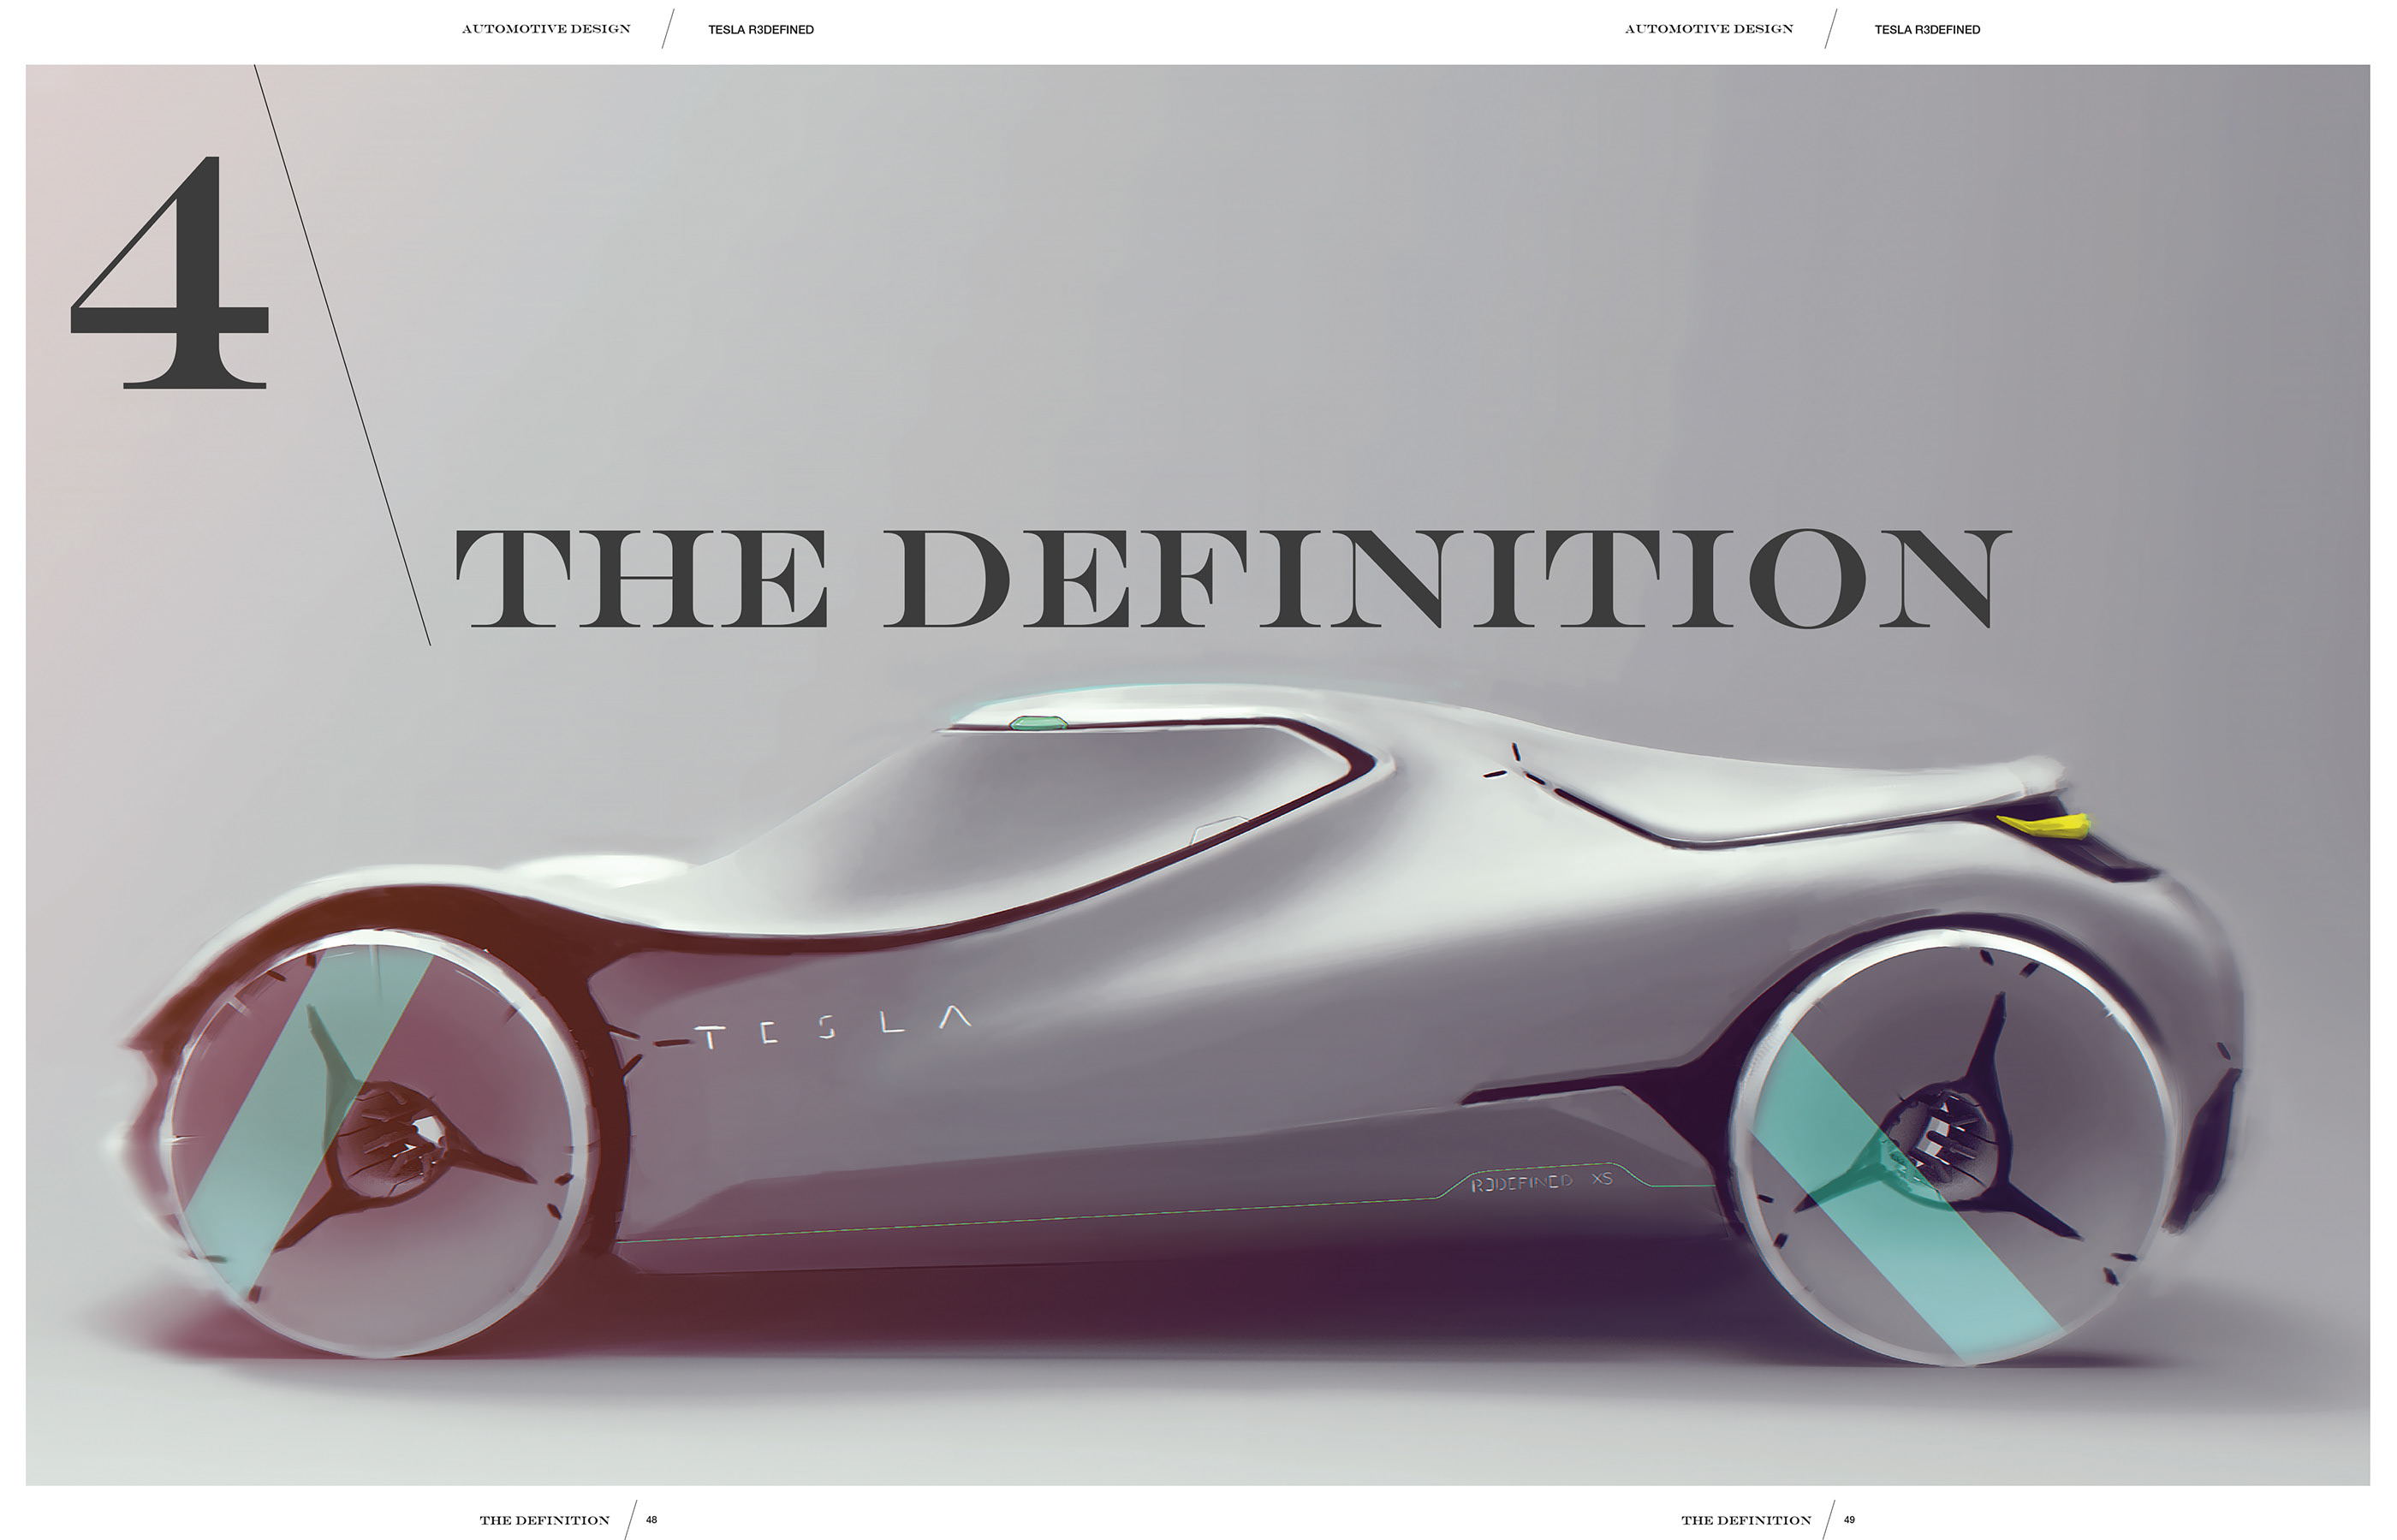 AUTOMOTIVE DESIGN / TESLA R3DEFINED
AUTOMOTIVE DESIGN / TESLA R3DEFINED
4
THE DEFINITION
TESLA
R3DEFINED XS
THE DEFINITION / 48
THE DEFINITION / 49